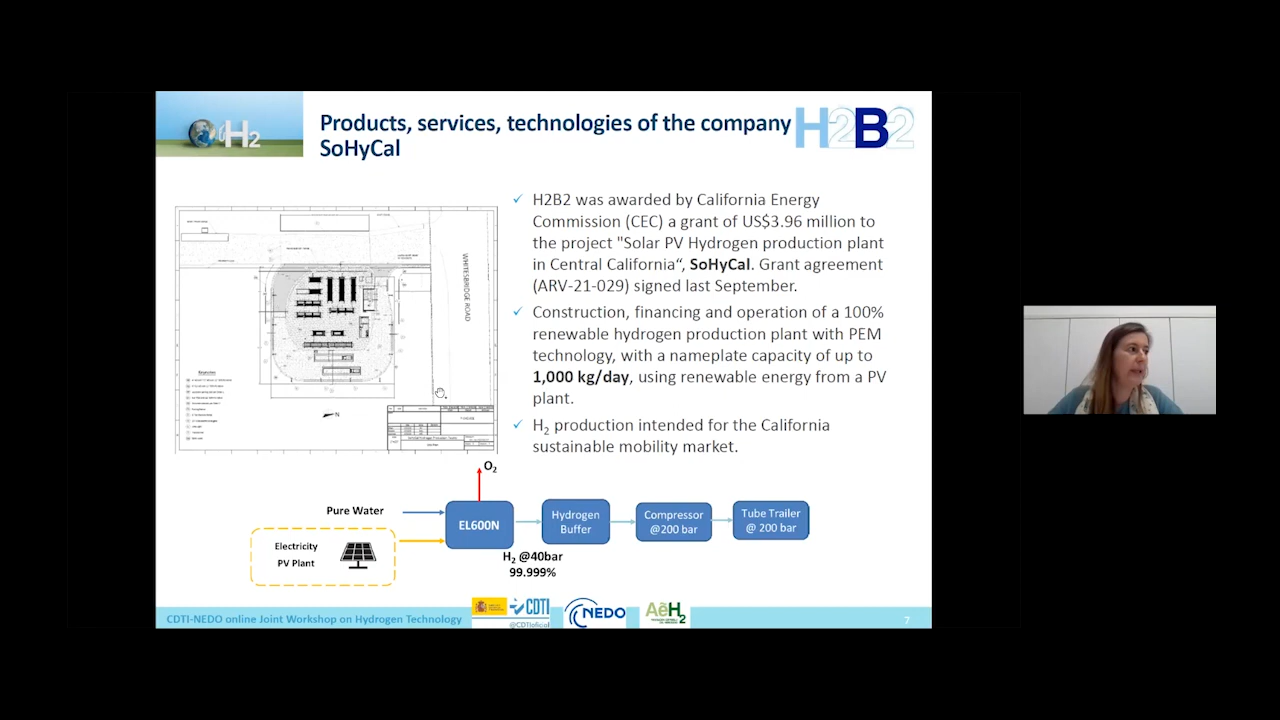 H2
Products, services, technologies of the company
SoHyCal
H2B2
✓ H2B2 was awarded by California Energy
Commission (CEC) a grant of US$3.96 million to
the project "Solar PV Hydrogen production plant
in Central California“, SoHyCal. Grant agreement
(ARV-21-029) signed last September.
✓ Construction, financing and operation of a 100%
renewable hydrogen production plant with PEM
technology, with a nameplate capacity of up to
1,000 kg/day, using renewable energy from a PV
plant.
✓ H2 production intended for the California
sustainable mobility market.
WHITESBRIDGE ROAD
N
O2
Pure Water
Electricity
PV Plant
EL600N
H2 @40bar
99.999%
Hydrogen
Buffer
Compressor
@200 bar
Tube Trailer
@ 200 bar
CDTI-NEDO online Joint Workshop on Hydrogen Technology
CDTI
@CDTIoficial
NEDO
AeH2
7